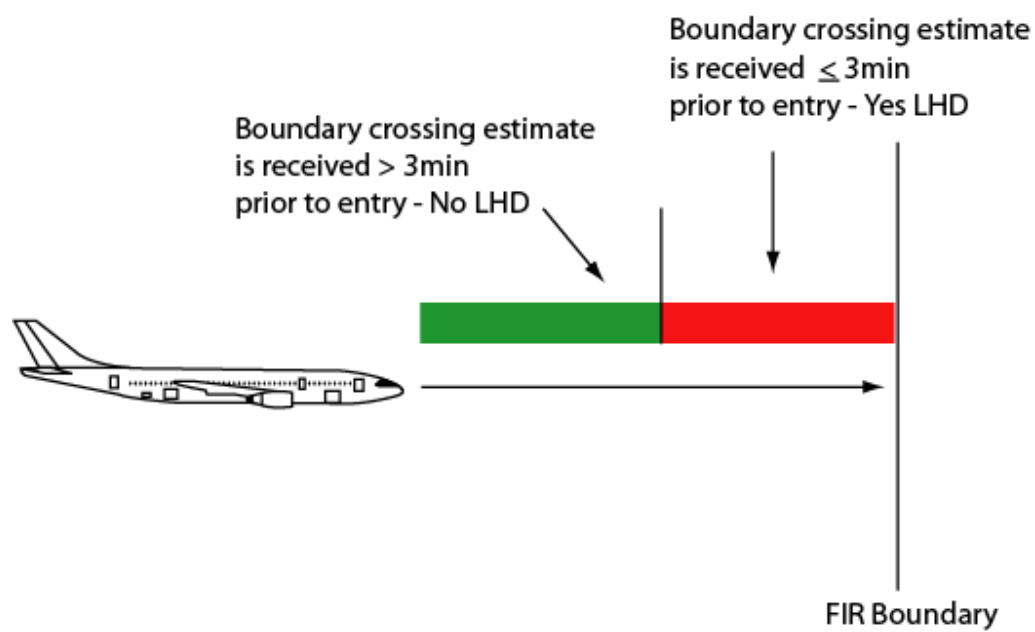 Boundary crossing estimate
is received ≤ 3min
prior to entry - Yes LHD
Boundary crossing estimate
is received > 3min
prior to entry - No LHD
FIR Boundary